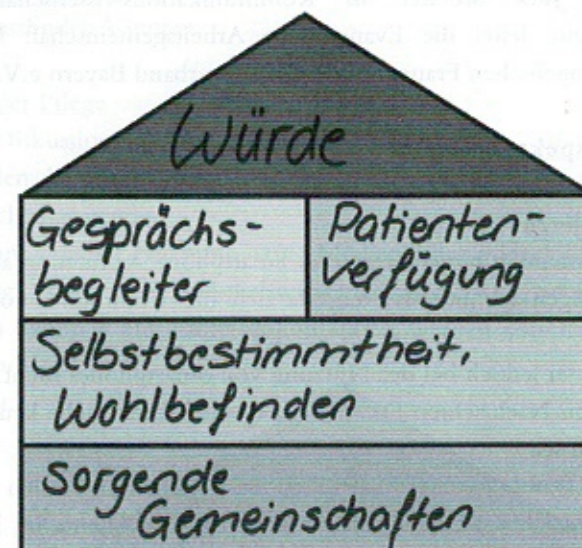 Würde
Gesprächs-
begleiter
Patienten-
verfügung
Selbstbestimmtheit,
Wohlbefinden
sorgende
Gemeinschaften